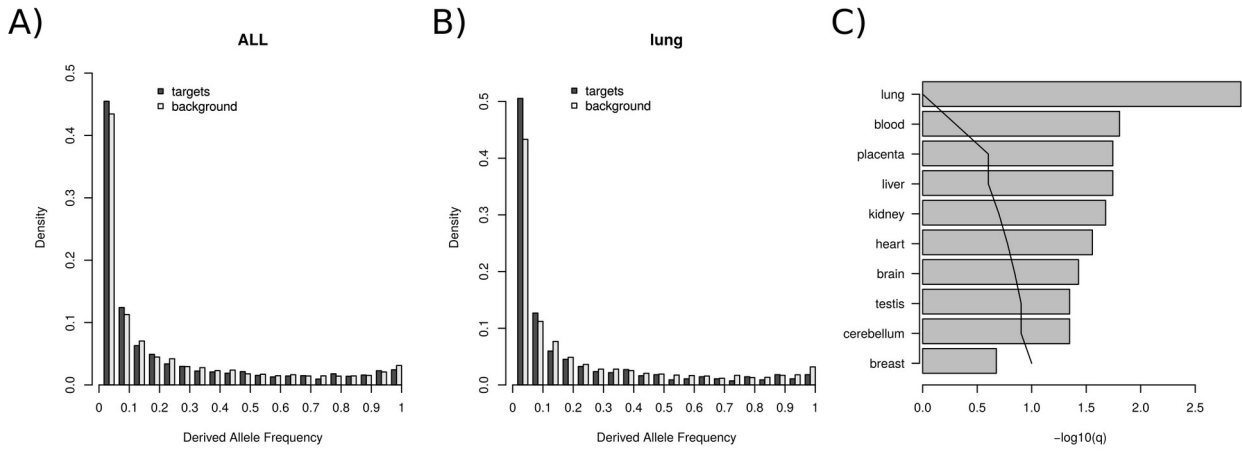 A)
ALL
targets
background
0.5
0.4
0.3
0.2
0.1
0.0
Density
0 0.1 0.2 0.3 0.4 0.5 0.6 0.7 0.8 0.9 1
Derived Allele Frequency
B)
lung
targets
background
0.5
0.4
0.3
0.2
0.1
0.0
Density
0 0.1 0.2 0.3 0.4 0.5 0.6 0.7 0.8 0.9 1
Derived Allele Frequency
C)
lung
blood
placenta
liver
kidney
heart
brain
testis
cerebellum
breast
0.0 0.5 1.0 1.5 2.0 2.5
−log10(q)